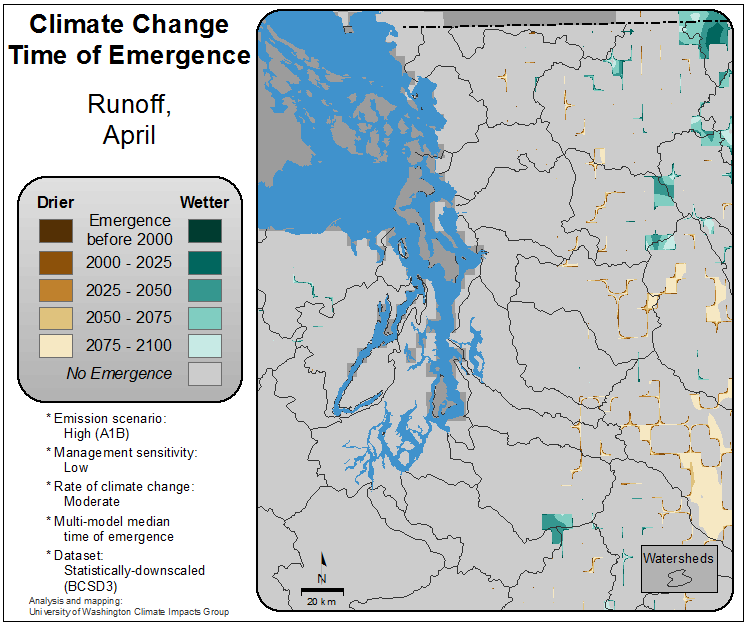 Climate Change
Time of Emergence
Runoff,
April
Drier
Wetter
Emergence
before 2000
2000 - 2025
2025 - 2050
2050 - 2075
2075 - 2100
No Emergence
* Emission scenario:
High (A1B)
* Management sensitivity:
Low
* Rate of climate change:
Moderate
* Multi-model median
time of emergence
* Dataset:
Statistically-downscaled
(BCSD3)
Analysis and mapping:
University of Washington Climate Impacts Group
N
20 km
Watersheds